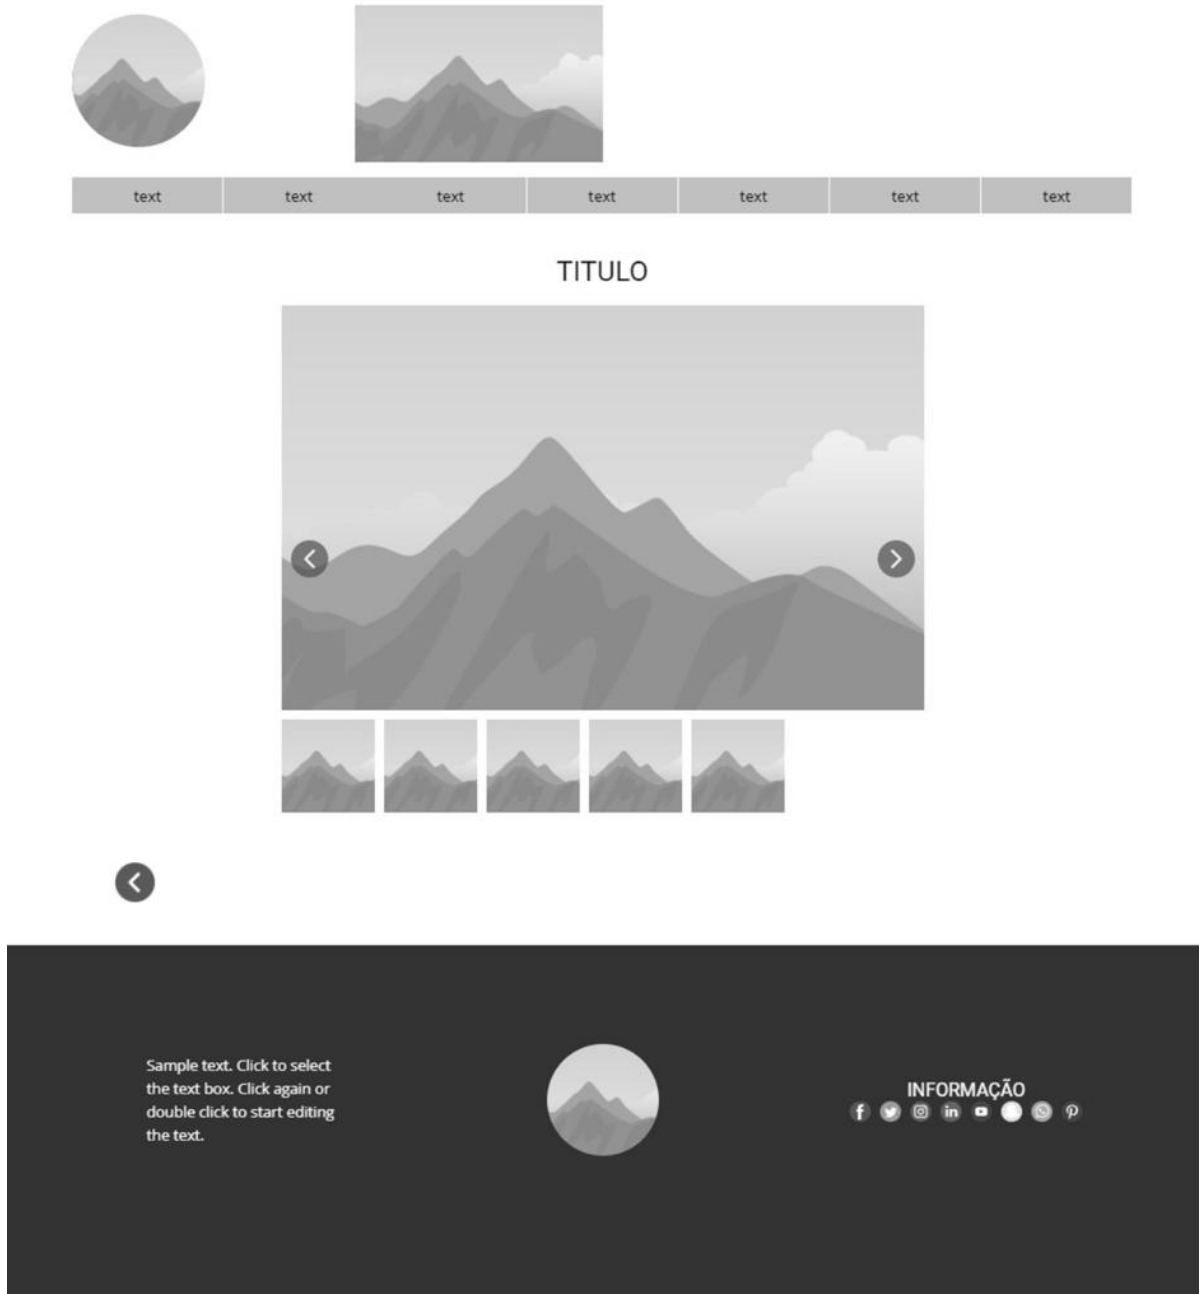 text text text text text text text
TITULO
Sample text. Click to select
the text box. Click again or
double click to start editing
the text.
INFORMAÇÃO